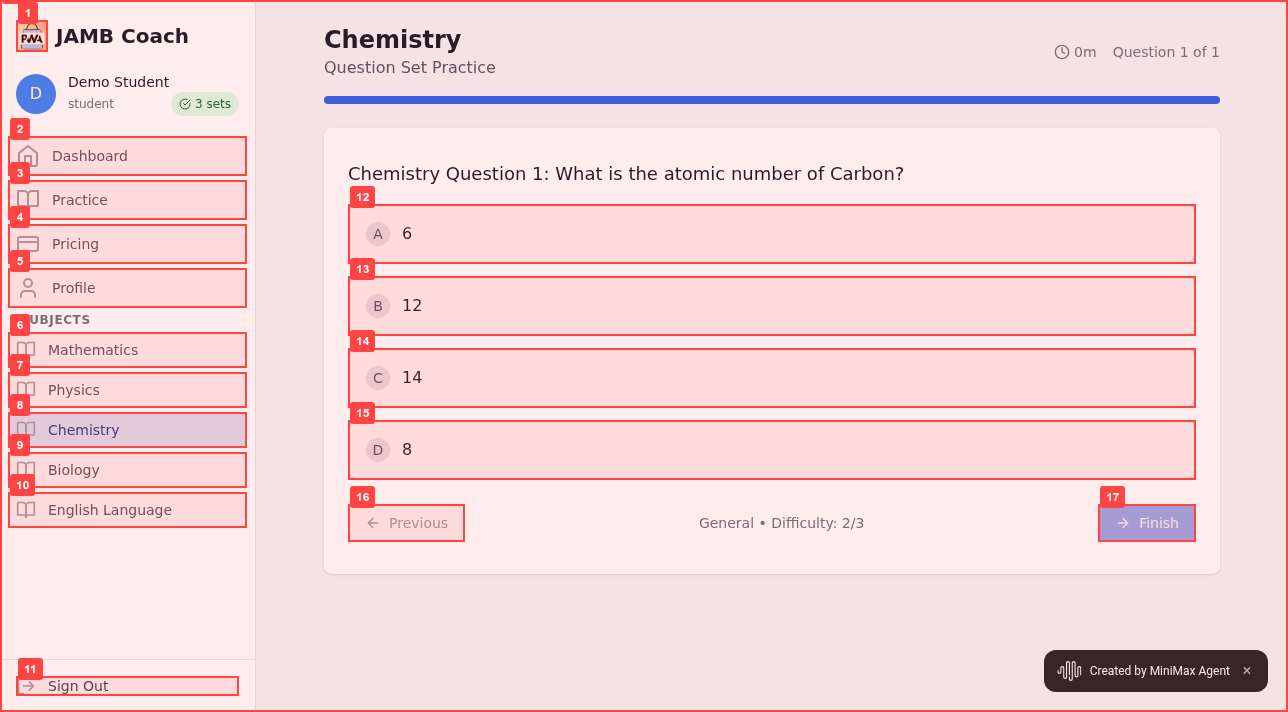 1
PWA
JAMB Coach
D
Demo Student
student
3 sets
2
Dashboard
3
Practice
4
Pricing
5
Profile
UBJECTS
6
Mathematics
7
Physics
8
Chemistry
9
Biology
10
English Language
11
Sign Out
Chemistry
Question Set Practice
0m
Question 1 of 1
Chemistry Question 1: What is the atomic number of Carbon?
12
A 6
13
B 12
14
C 14
15
D 8
16
Previous
General • Difficulty: 2/3
17
Finish
Created by MiniMax Agent ×